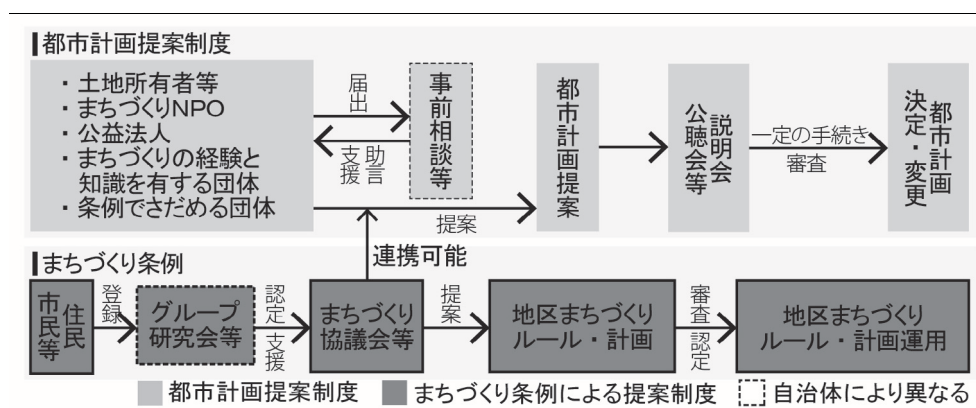 都市計画提案制度
・土地所有者等
・まちづくりNPO
・公益法人
・まちづくりの経験と
知識を有する団体
・条例でさだめる団体
届出
助言
支援
事前相談等
提案
都市計画提案
説明会
公聴会等
一定の手続き
審査
都市計画
決定・変更
連携可能
まちづくり条例
住民
市民等
登録
グループ
研究会等
認定
支援
まちづくり
協議会等
提案
地区まちづくり
ルール・計画
審査
認定
地区まちづくり
ルール・計画運用
都市計画提案制度
まちづくり条例による提案制度
自治体により異なる